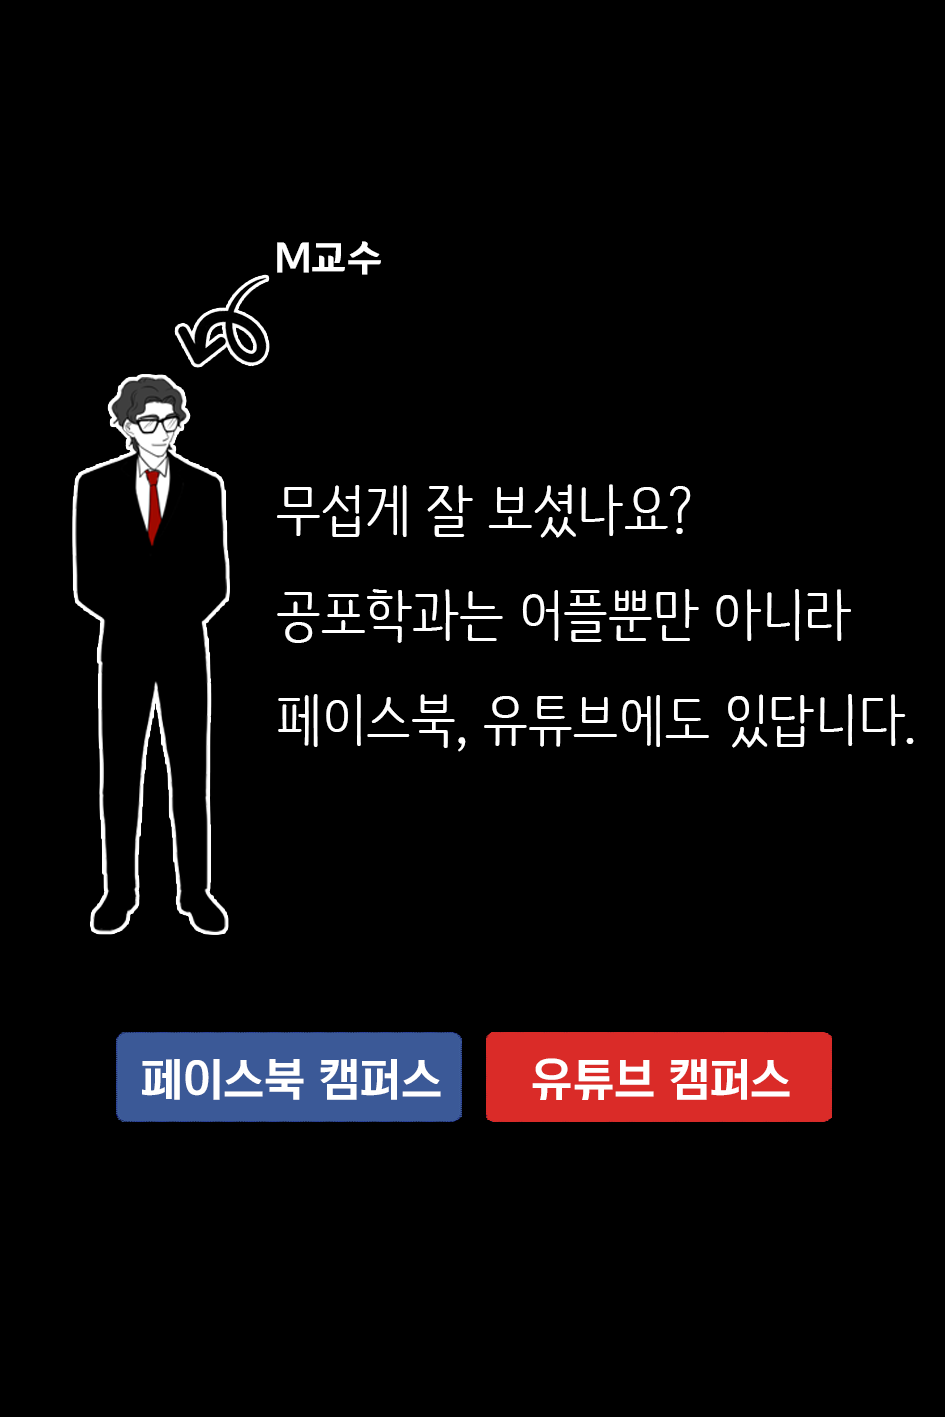 M교수
무섭게 잘 보셨나요?
공포학과는 어플뿐만 아니라
페이스북, 유튜브에도 있답니다.
페이스북 캠퍼스
유튜브 캠퍼스